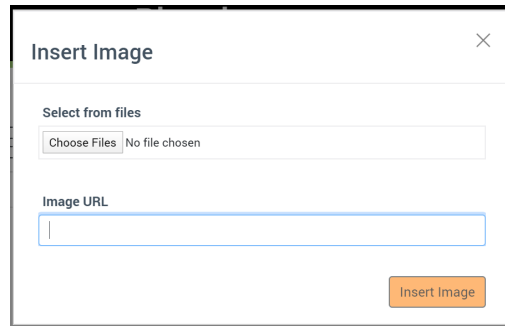 Insert Image
Select from files
Choose Files No file chosen
Image URL
Insert Image